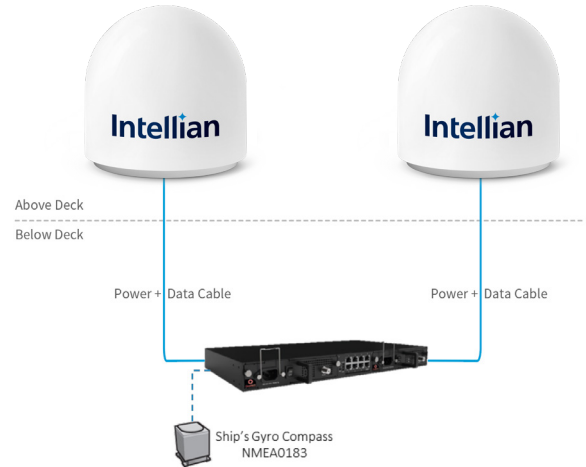 Intellian
Intellian
Above Deck
Below Deck
Power + Data Cable
Power + Data Cable
Ship's Gyro Compass
NMEA0183